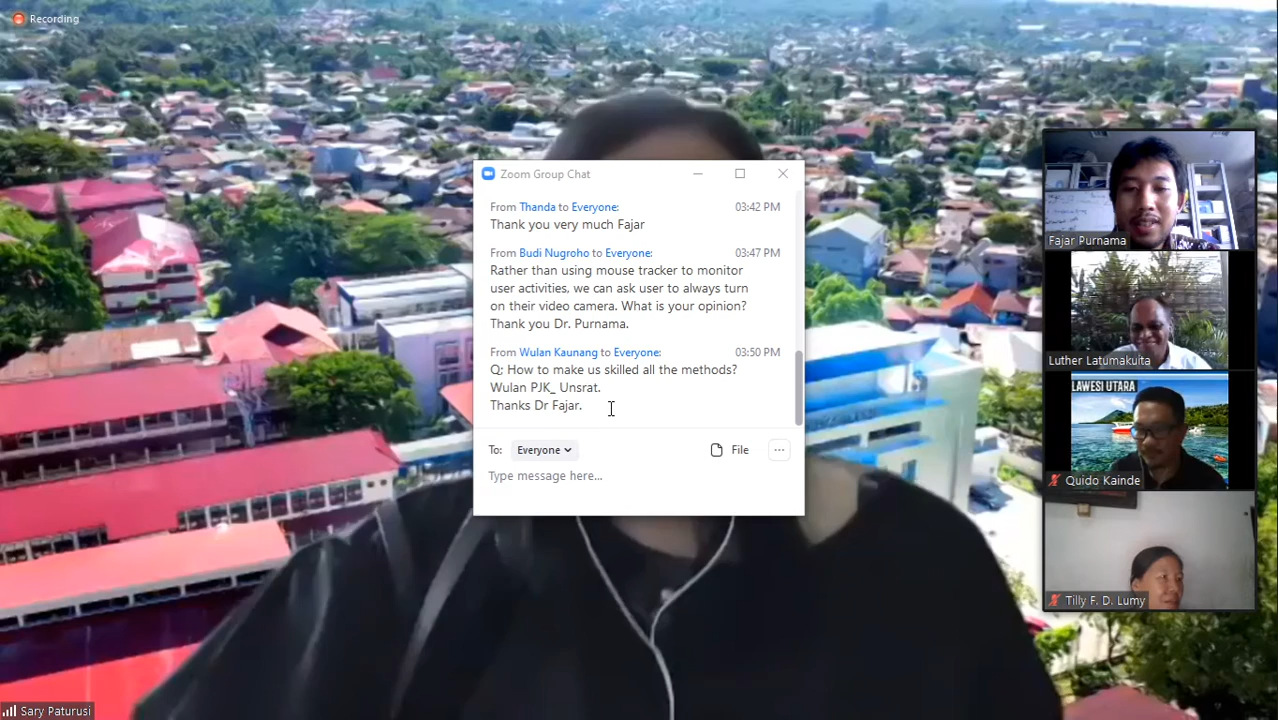 Recording
Zoom Group Chat
From Thanda to Everyone: 03:42 PM
Thank you very much Fajar
From Budi Nugroho to Everyone: 03:47 PM
Rather than using mouse tracker to monitor
user activities, we can ask user to always turn
on their video camera. What is your opinion?
Thank you Dr. Purnama.
From Wulan Kaunang to Everyone: 03:50 PM
Q; How to make us skilled all the methods?
Wulan PJK_ Unsrat.
Thanks Dr Fajar.
To: Everyone File
Type message here...
Fajar Purnama
Luther Latumakuita
LAWESI UTARA
Quido Kainde
Tilly F. D. Lumy
Sary Paturusi